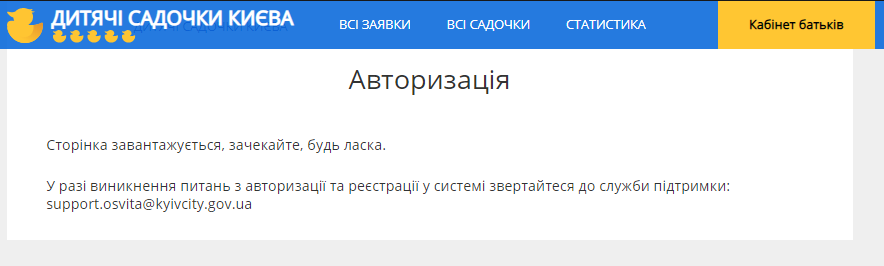 ДИТЯЧІ САДОЧКИ КИЄВА
ВСІ ЗАЯВКИ
ВСІ САДОЧКИ
СТАТИСТИКА
Кабінет батьків
Авторизація
Сторінка завантажується, зачекайте, будь ласка.
У разі виникнення питань з авторизації та реєстрації у системі звертайтеся до служби підтримки:
support.osvita@kyivcity.gov.ua